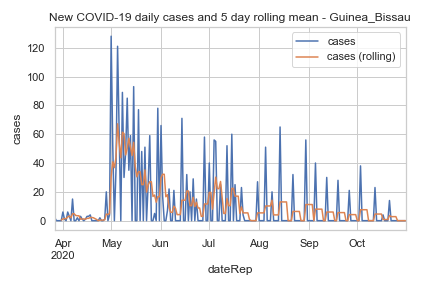 New COVID-19 daily cases and 5 day rolling mean - Guinea_Bissau
cases
cases (rolling)
120
100
80
60
40
20
0
cases
Apr May Jun Jul Aug Sep Oct
2020
dateRep